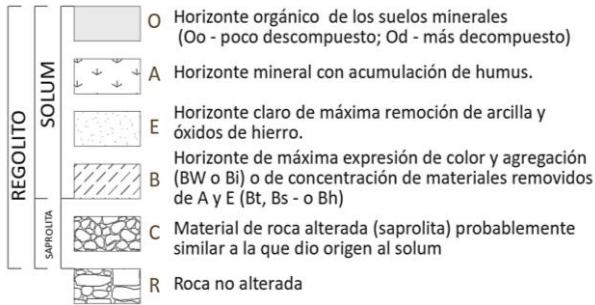 REGOLITO
SOLUM
SAPROLITA
O Horizonte orgánico de los suelos minerales
(Oo - poco descompuesto; Od - más decompuesto)
A Horizonte mineral con acumulación de humus.
E Horizonte claro de máxima remoción de arcilla y
óxidos de hierro.
B Horizonte de máxima expresión de color y agregación
(BW o Bi) o de concentración de materiales removidos
de A y E (Bt, Bs - o Bh)
C Material de roca alterada (saprolita) probablemente
similar a la que dio origen al solum
R Roca no alterada